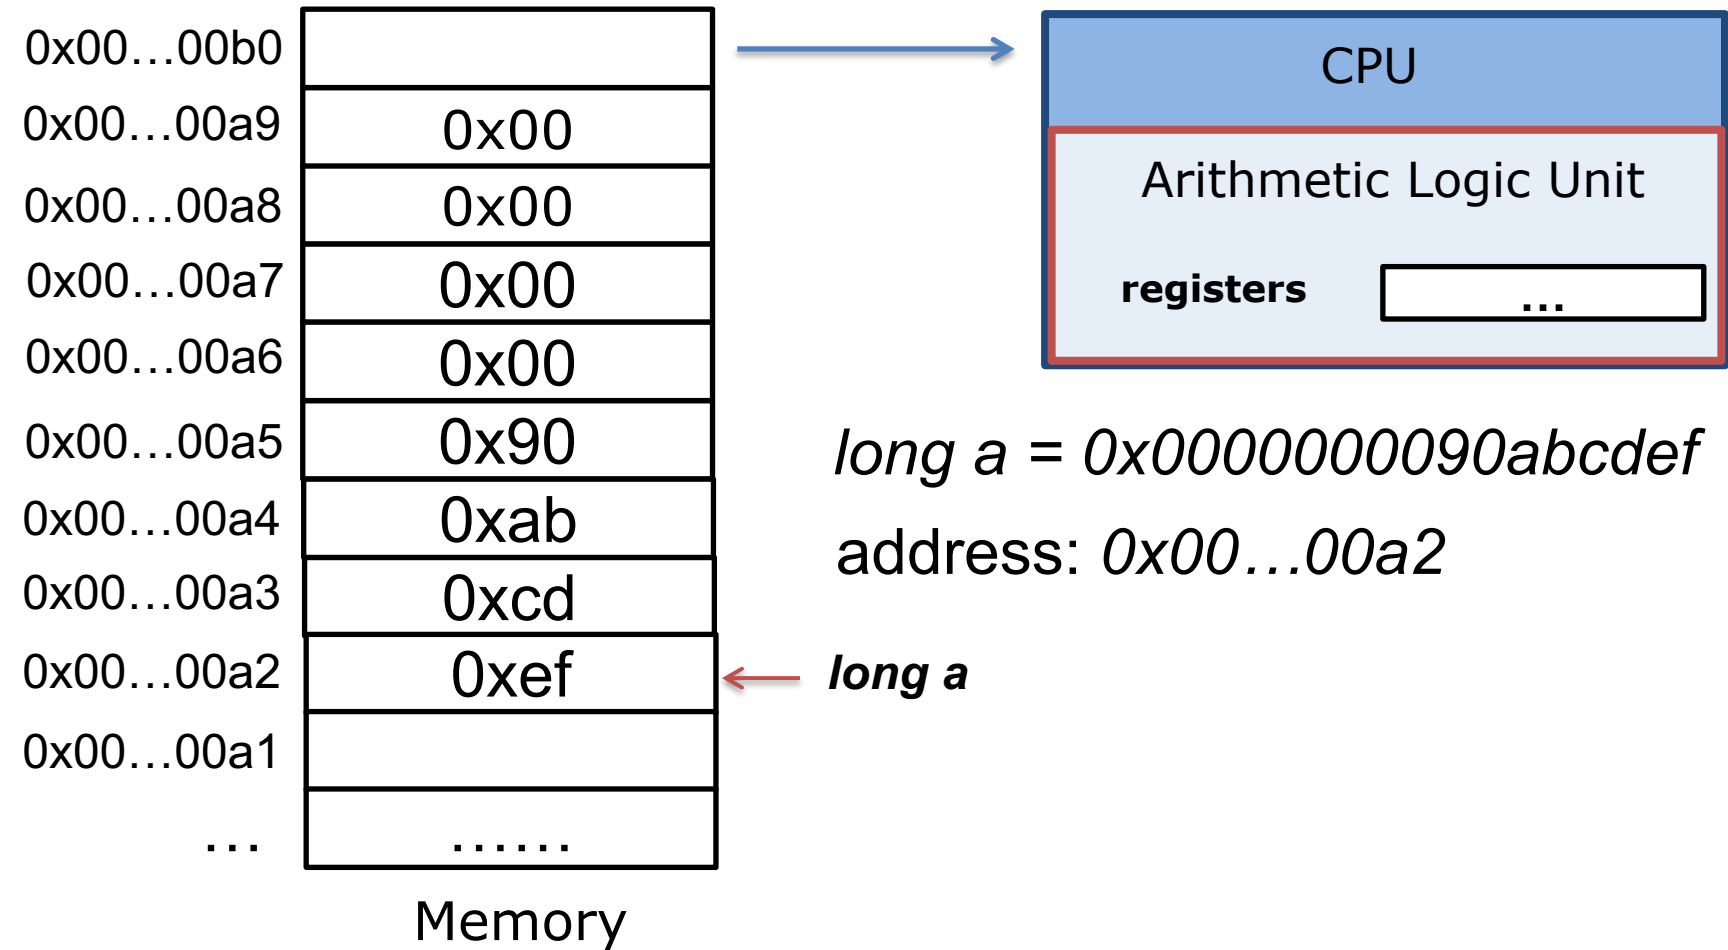 0x00…00b0
0x00…00a9 0x00
0x00…00a8 0x00
0x00…00a7 0x00
0x00…00a6 0x00
0x00…00a5 0x90
0x00…00a4 0xab
0x00…00a3 0xcd
0x00…00a2 0xef
0x00…00a1
… ……
Memory
CPU
Arithmetic Logic Unit
registers …
long a = 0x0000000090abcdef
address: 0x00…00a2
long a